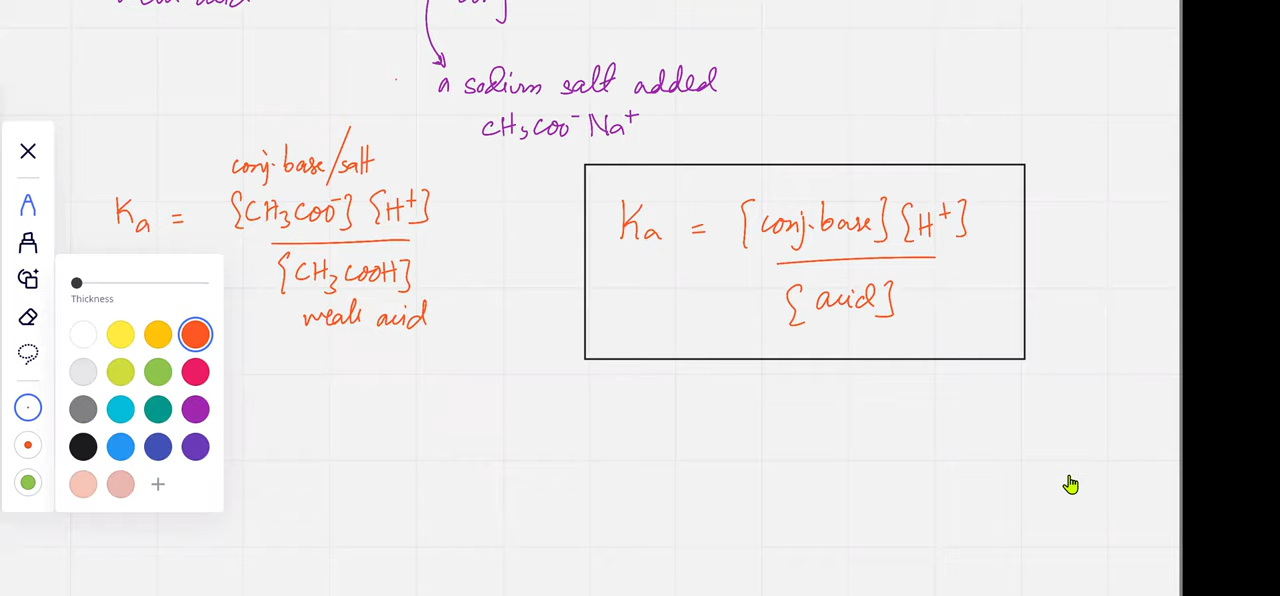 a sodium salt added
CH₃COO⁻ Na⁺
conj. base/salt
Ka = [CH₃COO⁻] [H⁺]
[CH₃COOH]
weak acid
Ka = [conj. base] [H⁺]
[acid]
Thickness